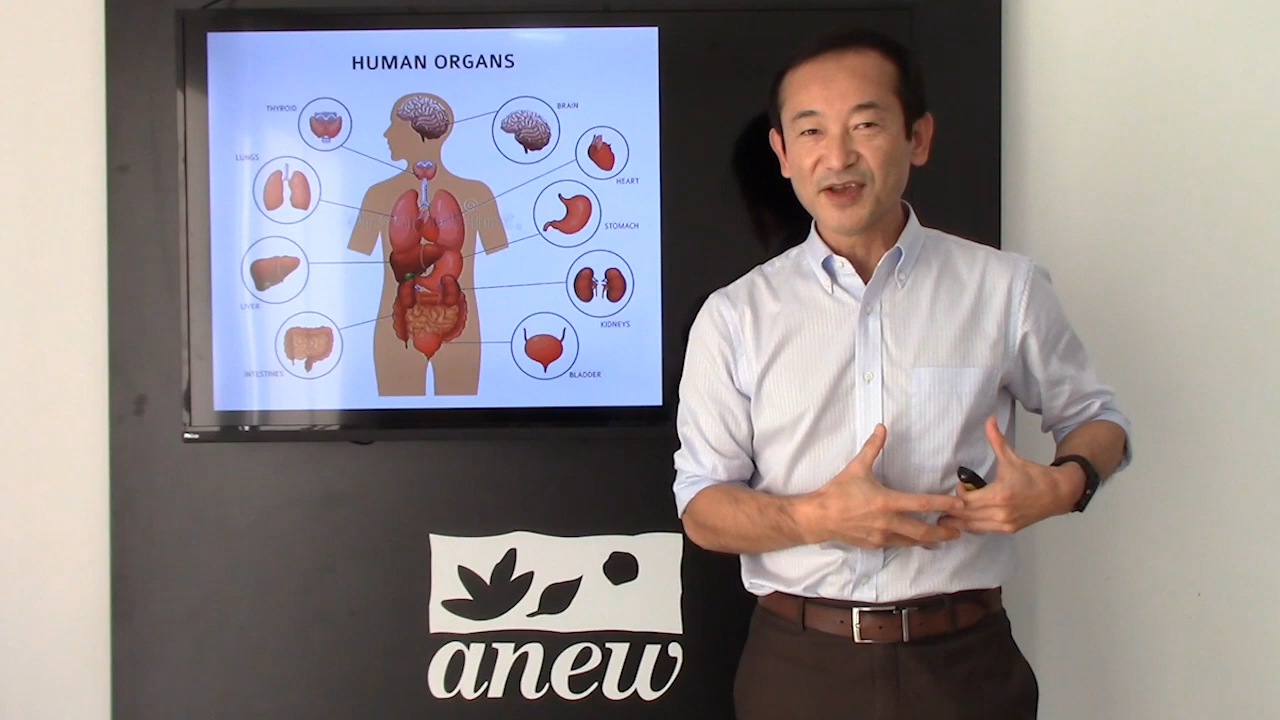 HUMAN ORGANS
THYROID
BRAIN
LUNGS
HEART
STOMACH
LIVER
KIDNEYS
INTESTINES
BLADDER
anew